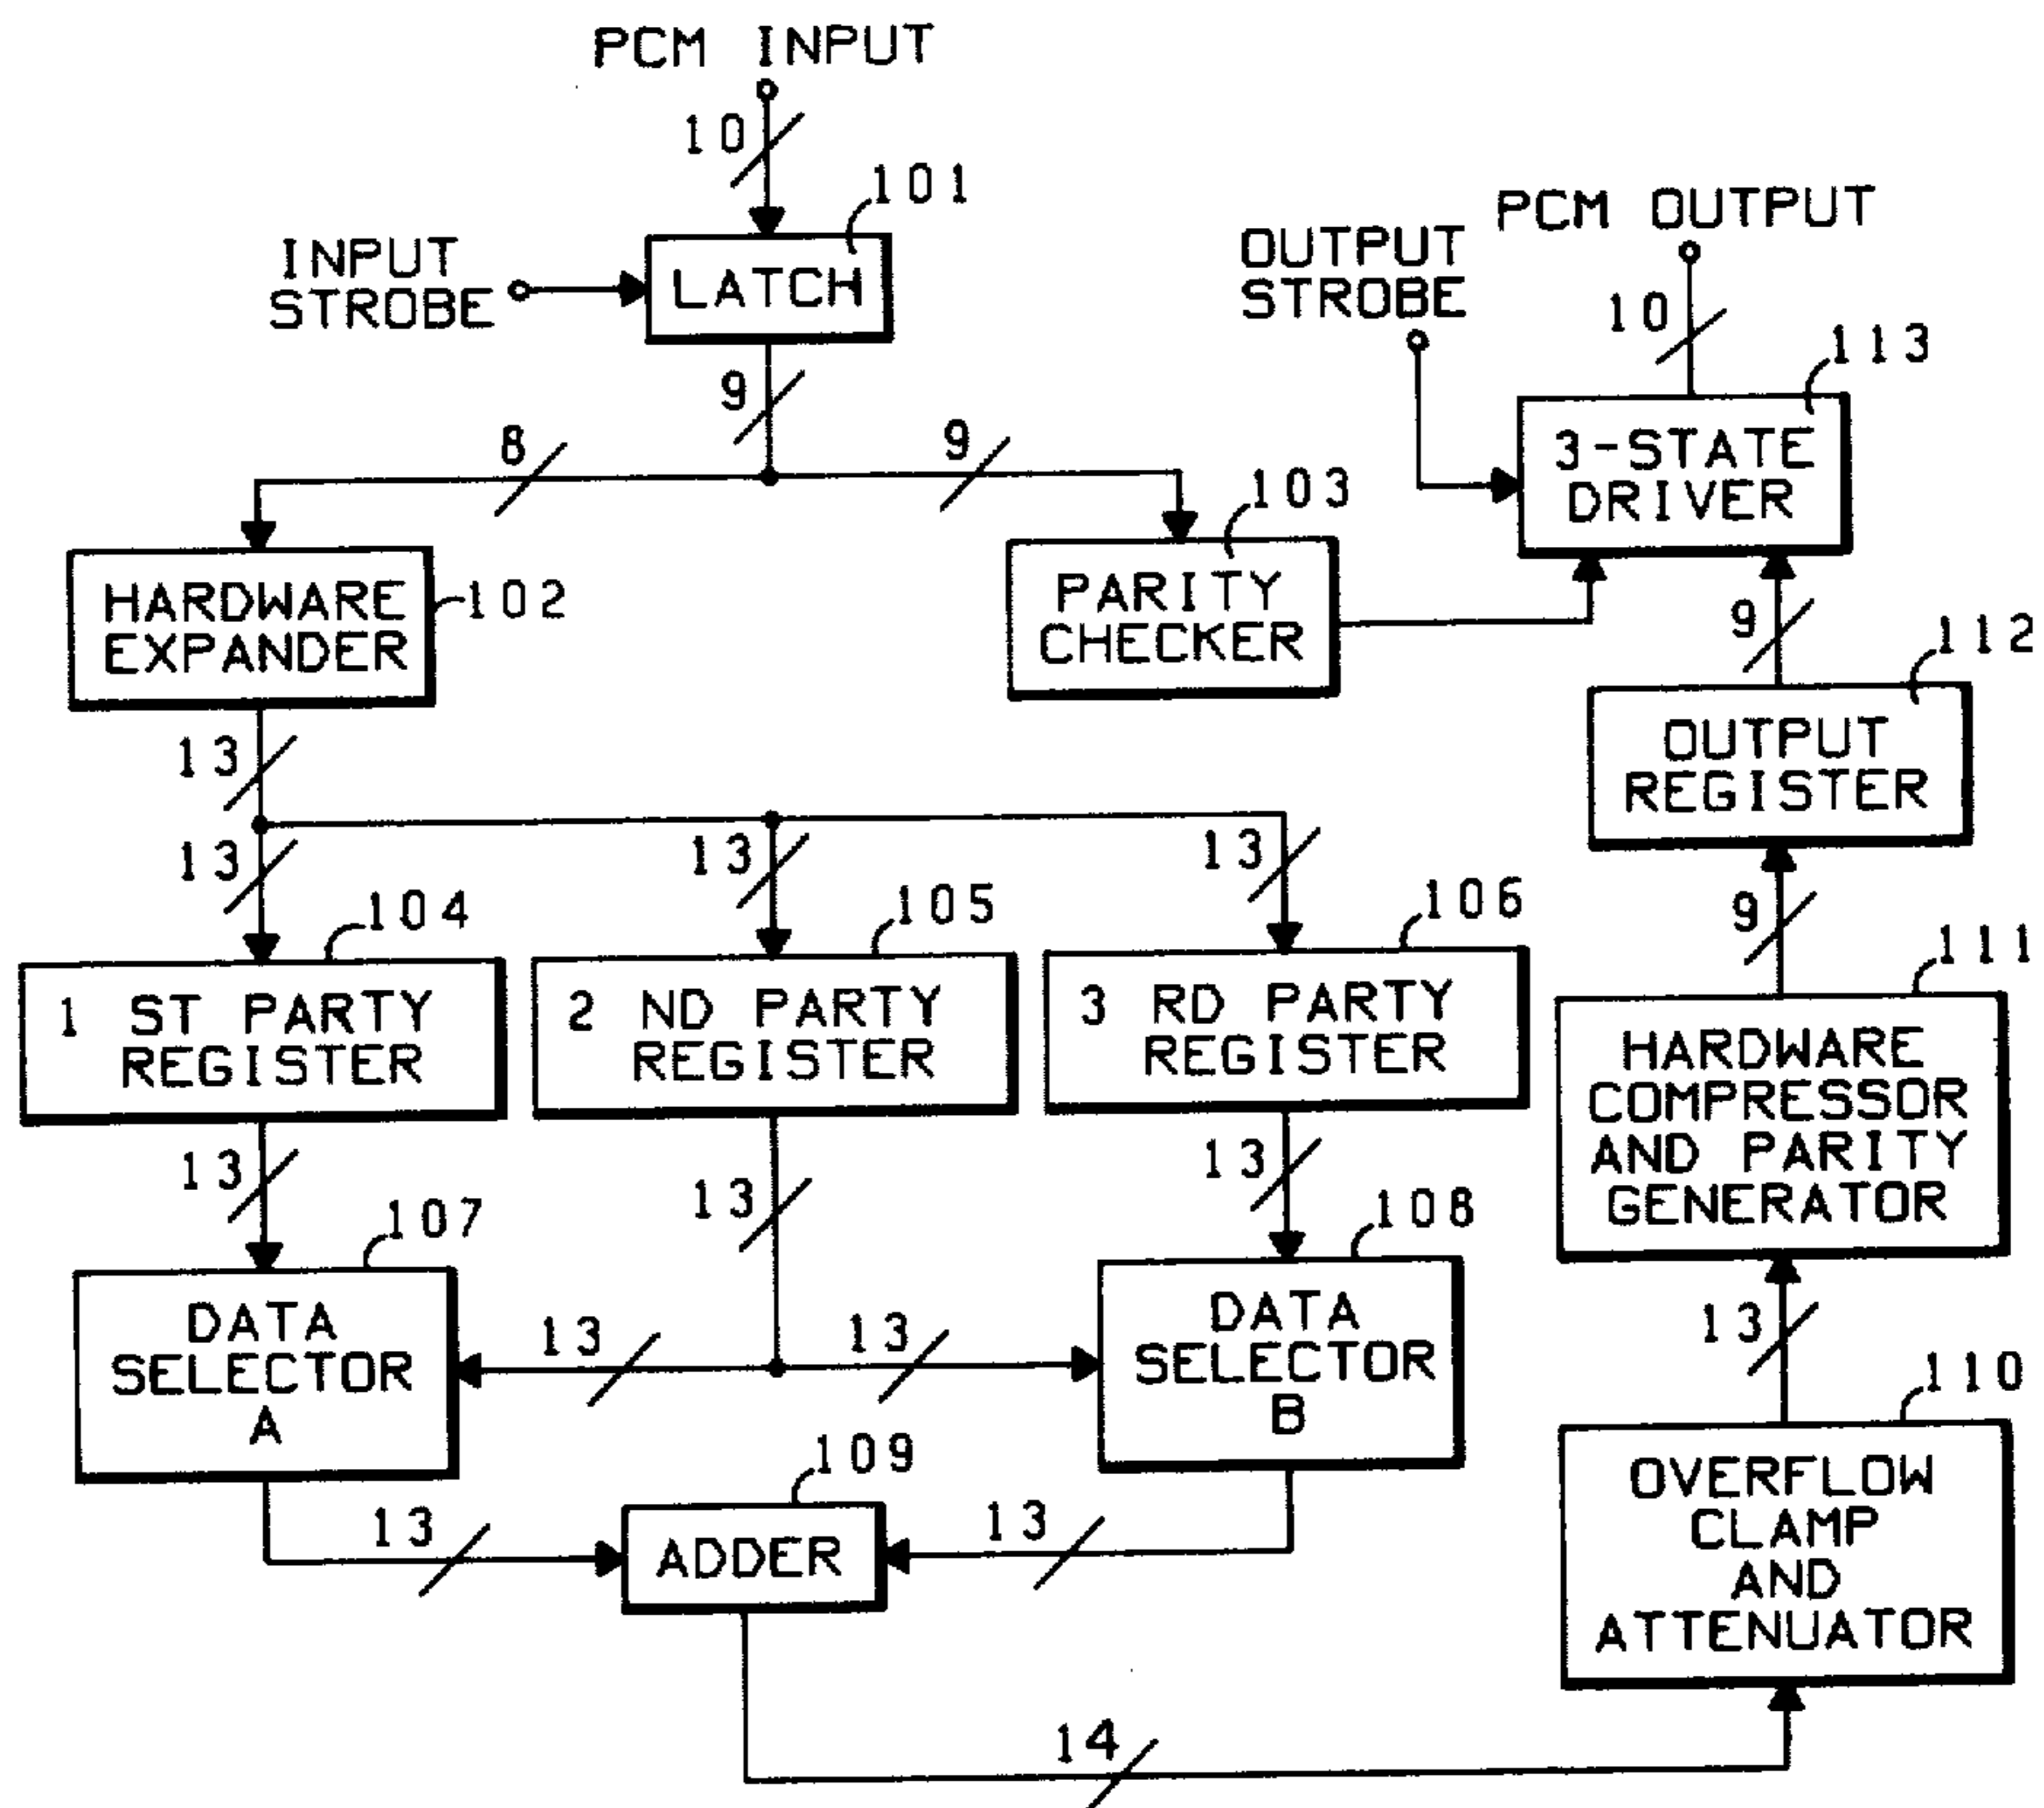 PCM INPUT
10
101
INPUT
STROBE
LATCH
PCM OUTPUT
OUTPUT
STROBE
10
113
3-STATE
DRIVER
9
8
9
103
HARDWARE
EXPANDER
102
PARITY
CHECKER
9
112
OUTPUT
REGISTER
13
13
13
13
104
105
106
9
111
1 ST PARTY
REGISTER
2 ND PARTY
REGISTER
3 RD PARTY
REGISTER
HARDWARE
COMPRESSOR
AND PARITY
GENERATOR
13
13
13
107
108
DATA
SELECTOR
A
13
13
DATA
SELECTOR
B
13
110
109
OVERFLOW
CLAMP
AND
ATTENUATOR
13
ADDER
13
14